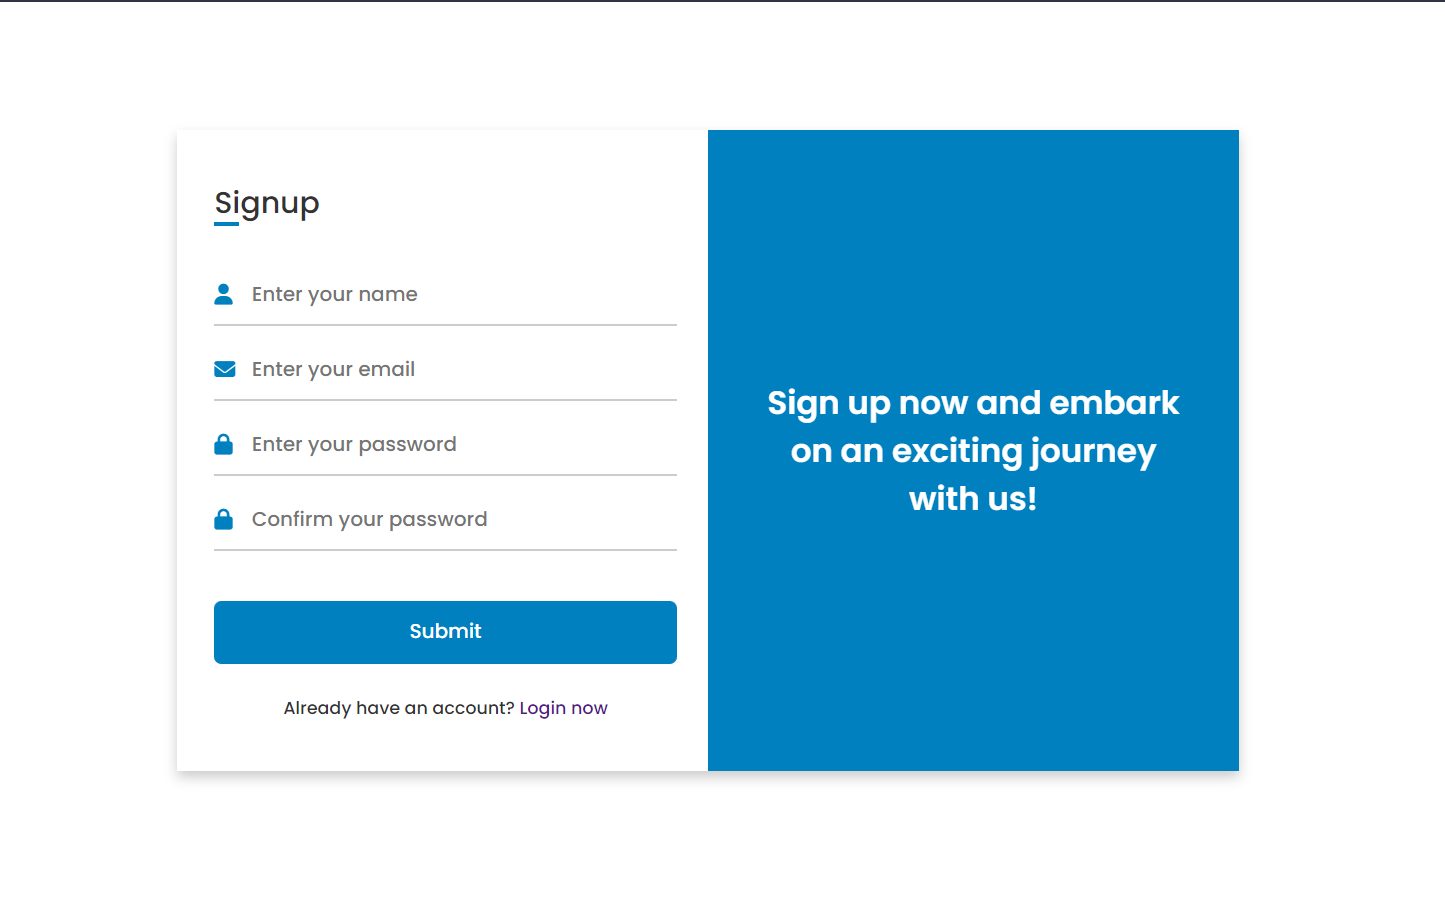 Signup
Enter your name
Enter your email
Enter your password
Confirm your password
Submit
Already have an account? Login now
Sign up now and embark
on an exciting journey
with us!